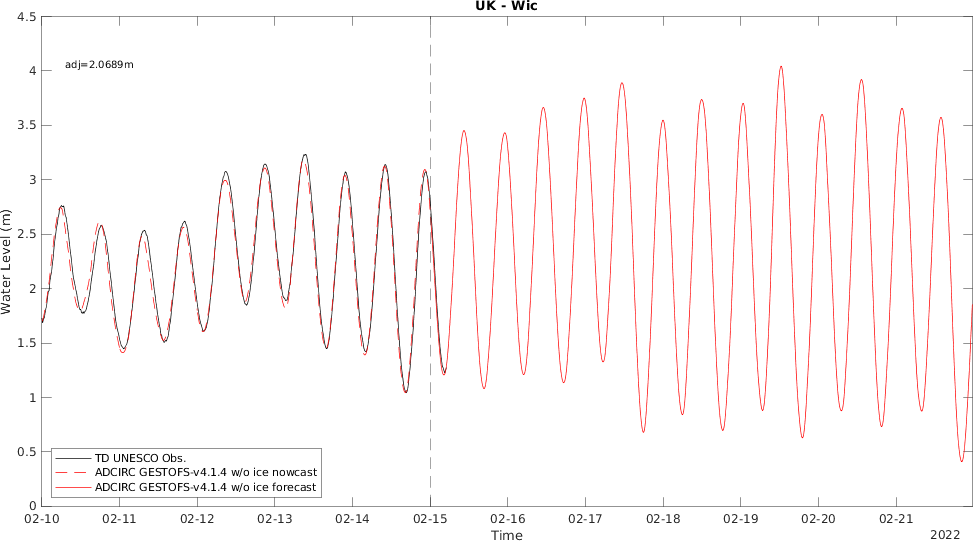 UK - Wic
4.5
4
3.5
3
2.5
2
1.5
1
0.5
0
Water Level (m)
adj=2.0689m
TD UNESCO Obs.
ADCIRC GESTOFS-v4.1.4 w/o ice nowcast
ADCIRC GESTOFS-v4.1.4 w/o ice forecast
02-10 02-11 02-12 02-13 02-14 02-15 02-16 02-17 02-18 02-19 02-20 02-21
Time
2022